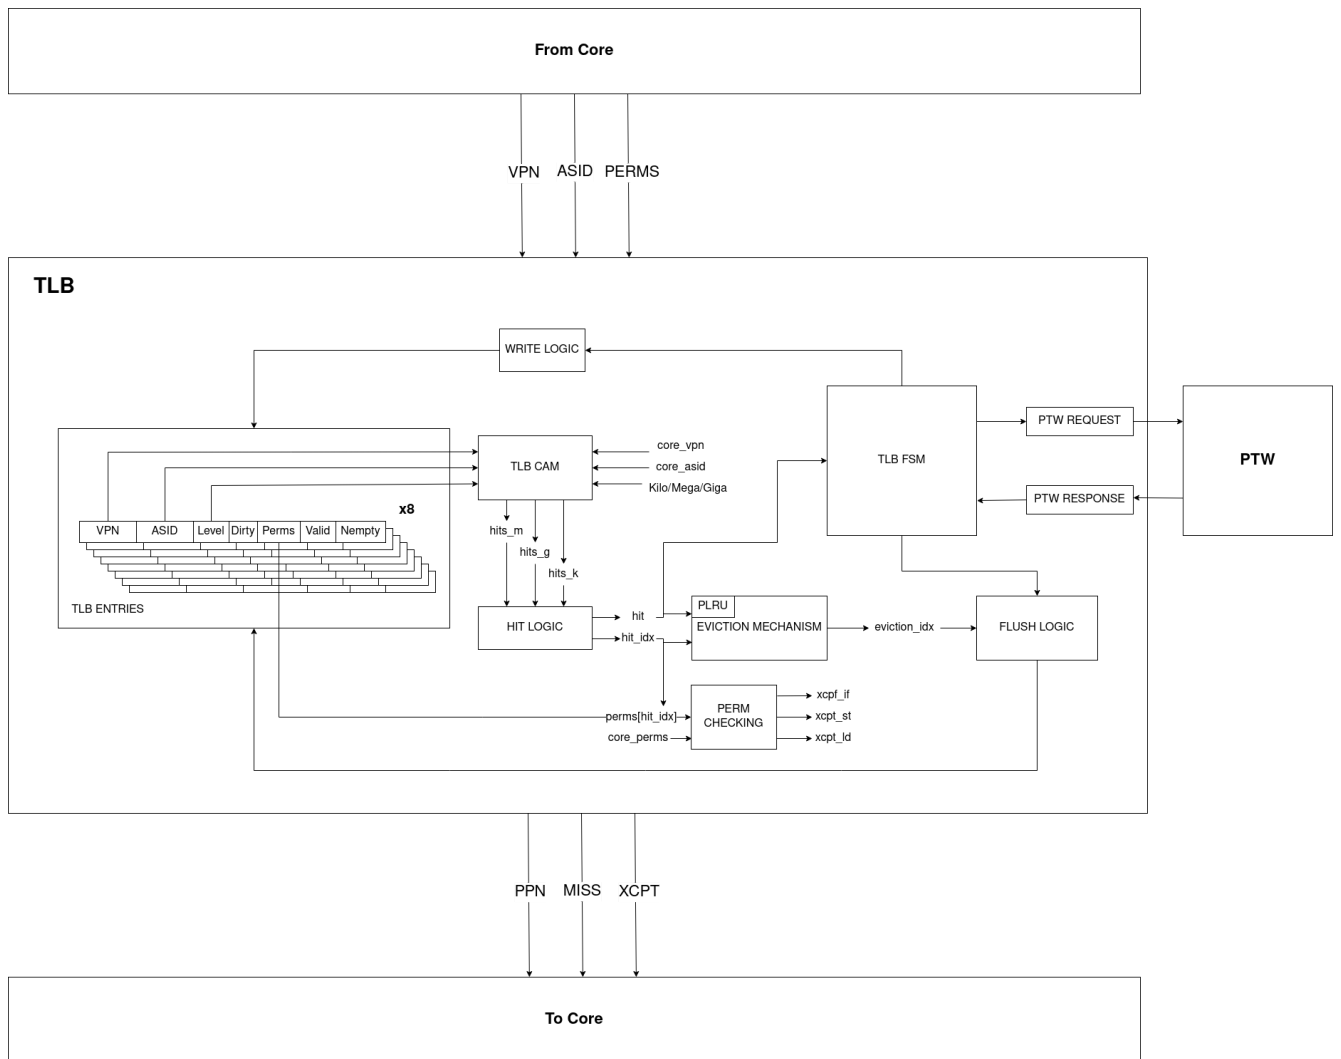 From Core
VPN
ASID
PERMS
TLB
WRITE LOGIC
TLB CAM
core_vpn
core_asid
Kilo/Mega/Giga
TLB FSM
PTW REQUEST
PTW RESPONSE
PTW
x8
VPN
ASID
Level
Dirty
Perms
Valid
Nempty
TLB ENTRIES
hits_m
hits_g
hits_k
HIT LOGIC
hit
hit_idx
PLRU
EVICTION MECHANISM
eviction_idx
FLUSH LOGIC
perms[hit_idx]
core_perms
PERM
CHECKING
xcpf_if
xcpt_st
xcpt_ld
PPN
MISS
XCPT
To Core